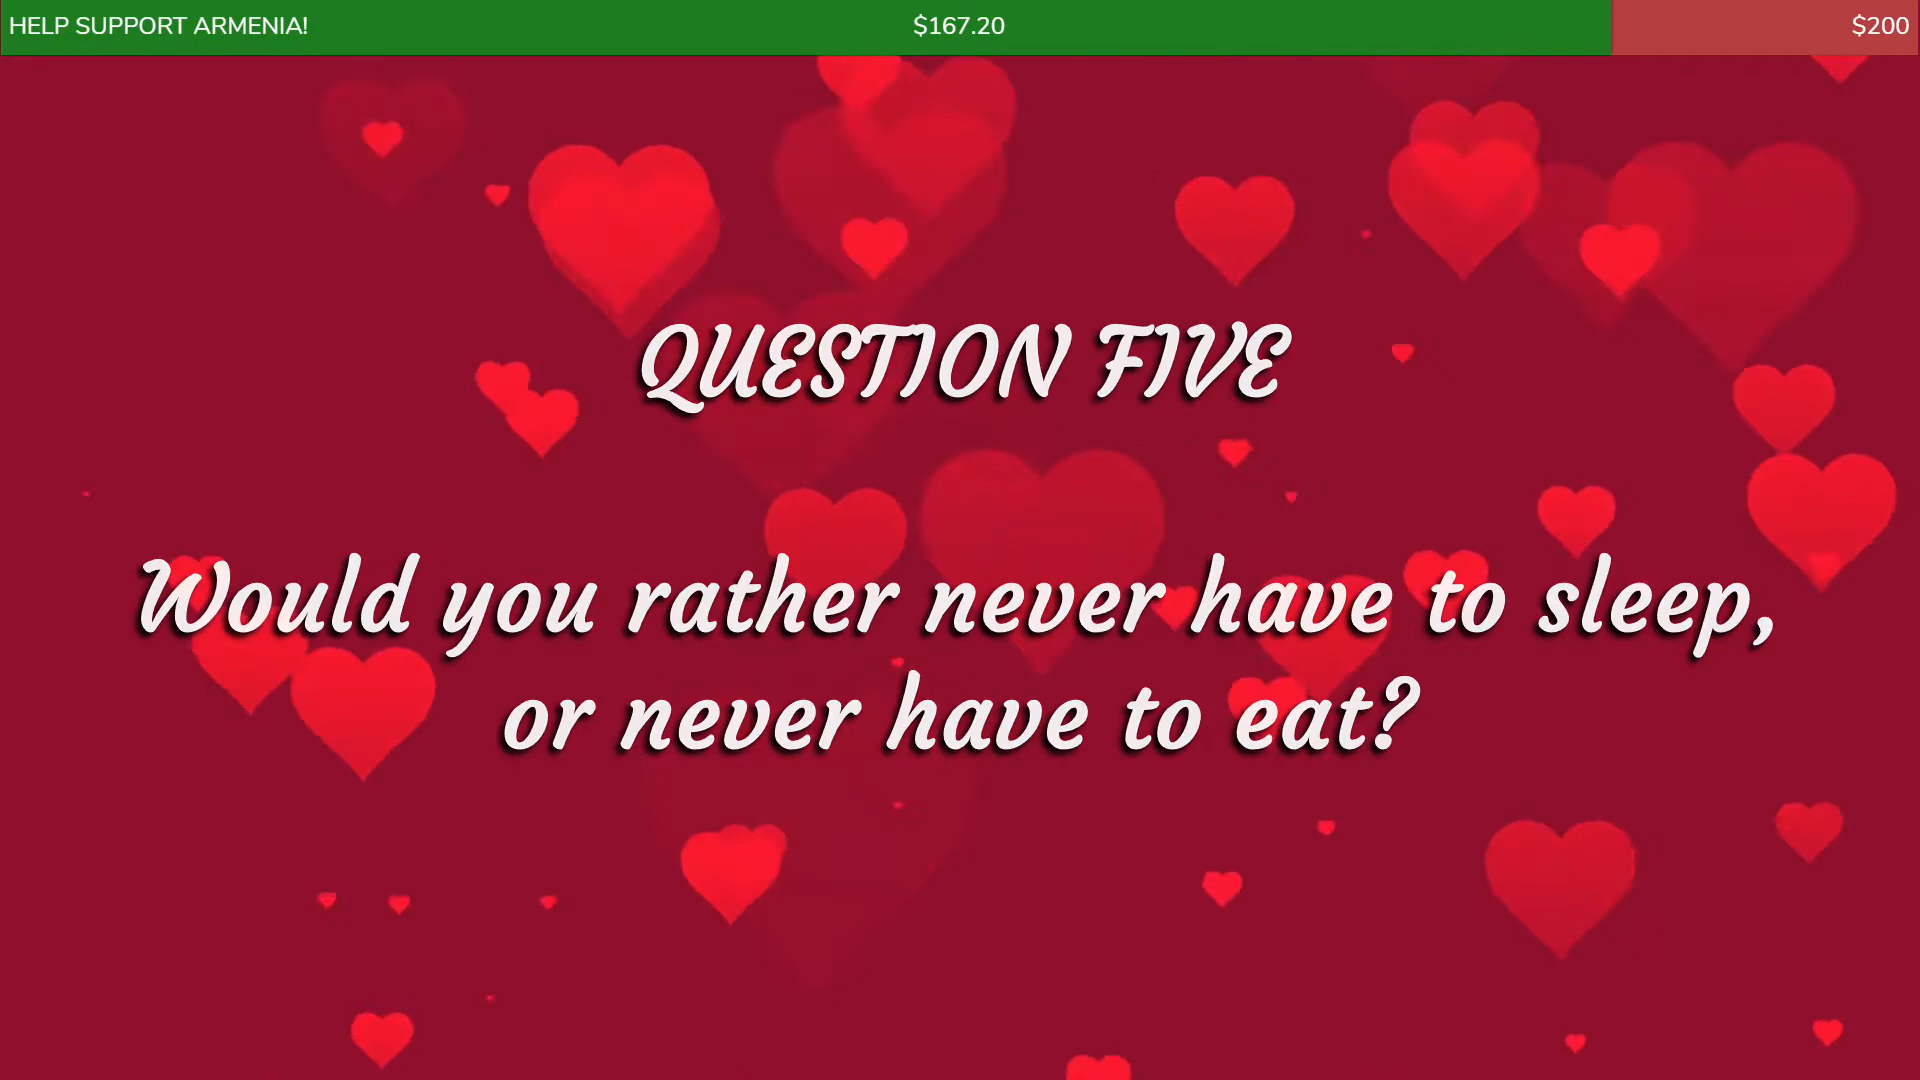 HELP SUPPORT ARMENIA! $167.20 $200
QUESTION FIVE
Would you rather never have to sleep,
or never have to eat?